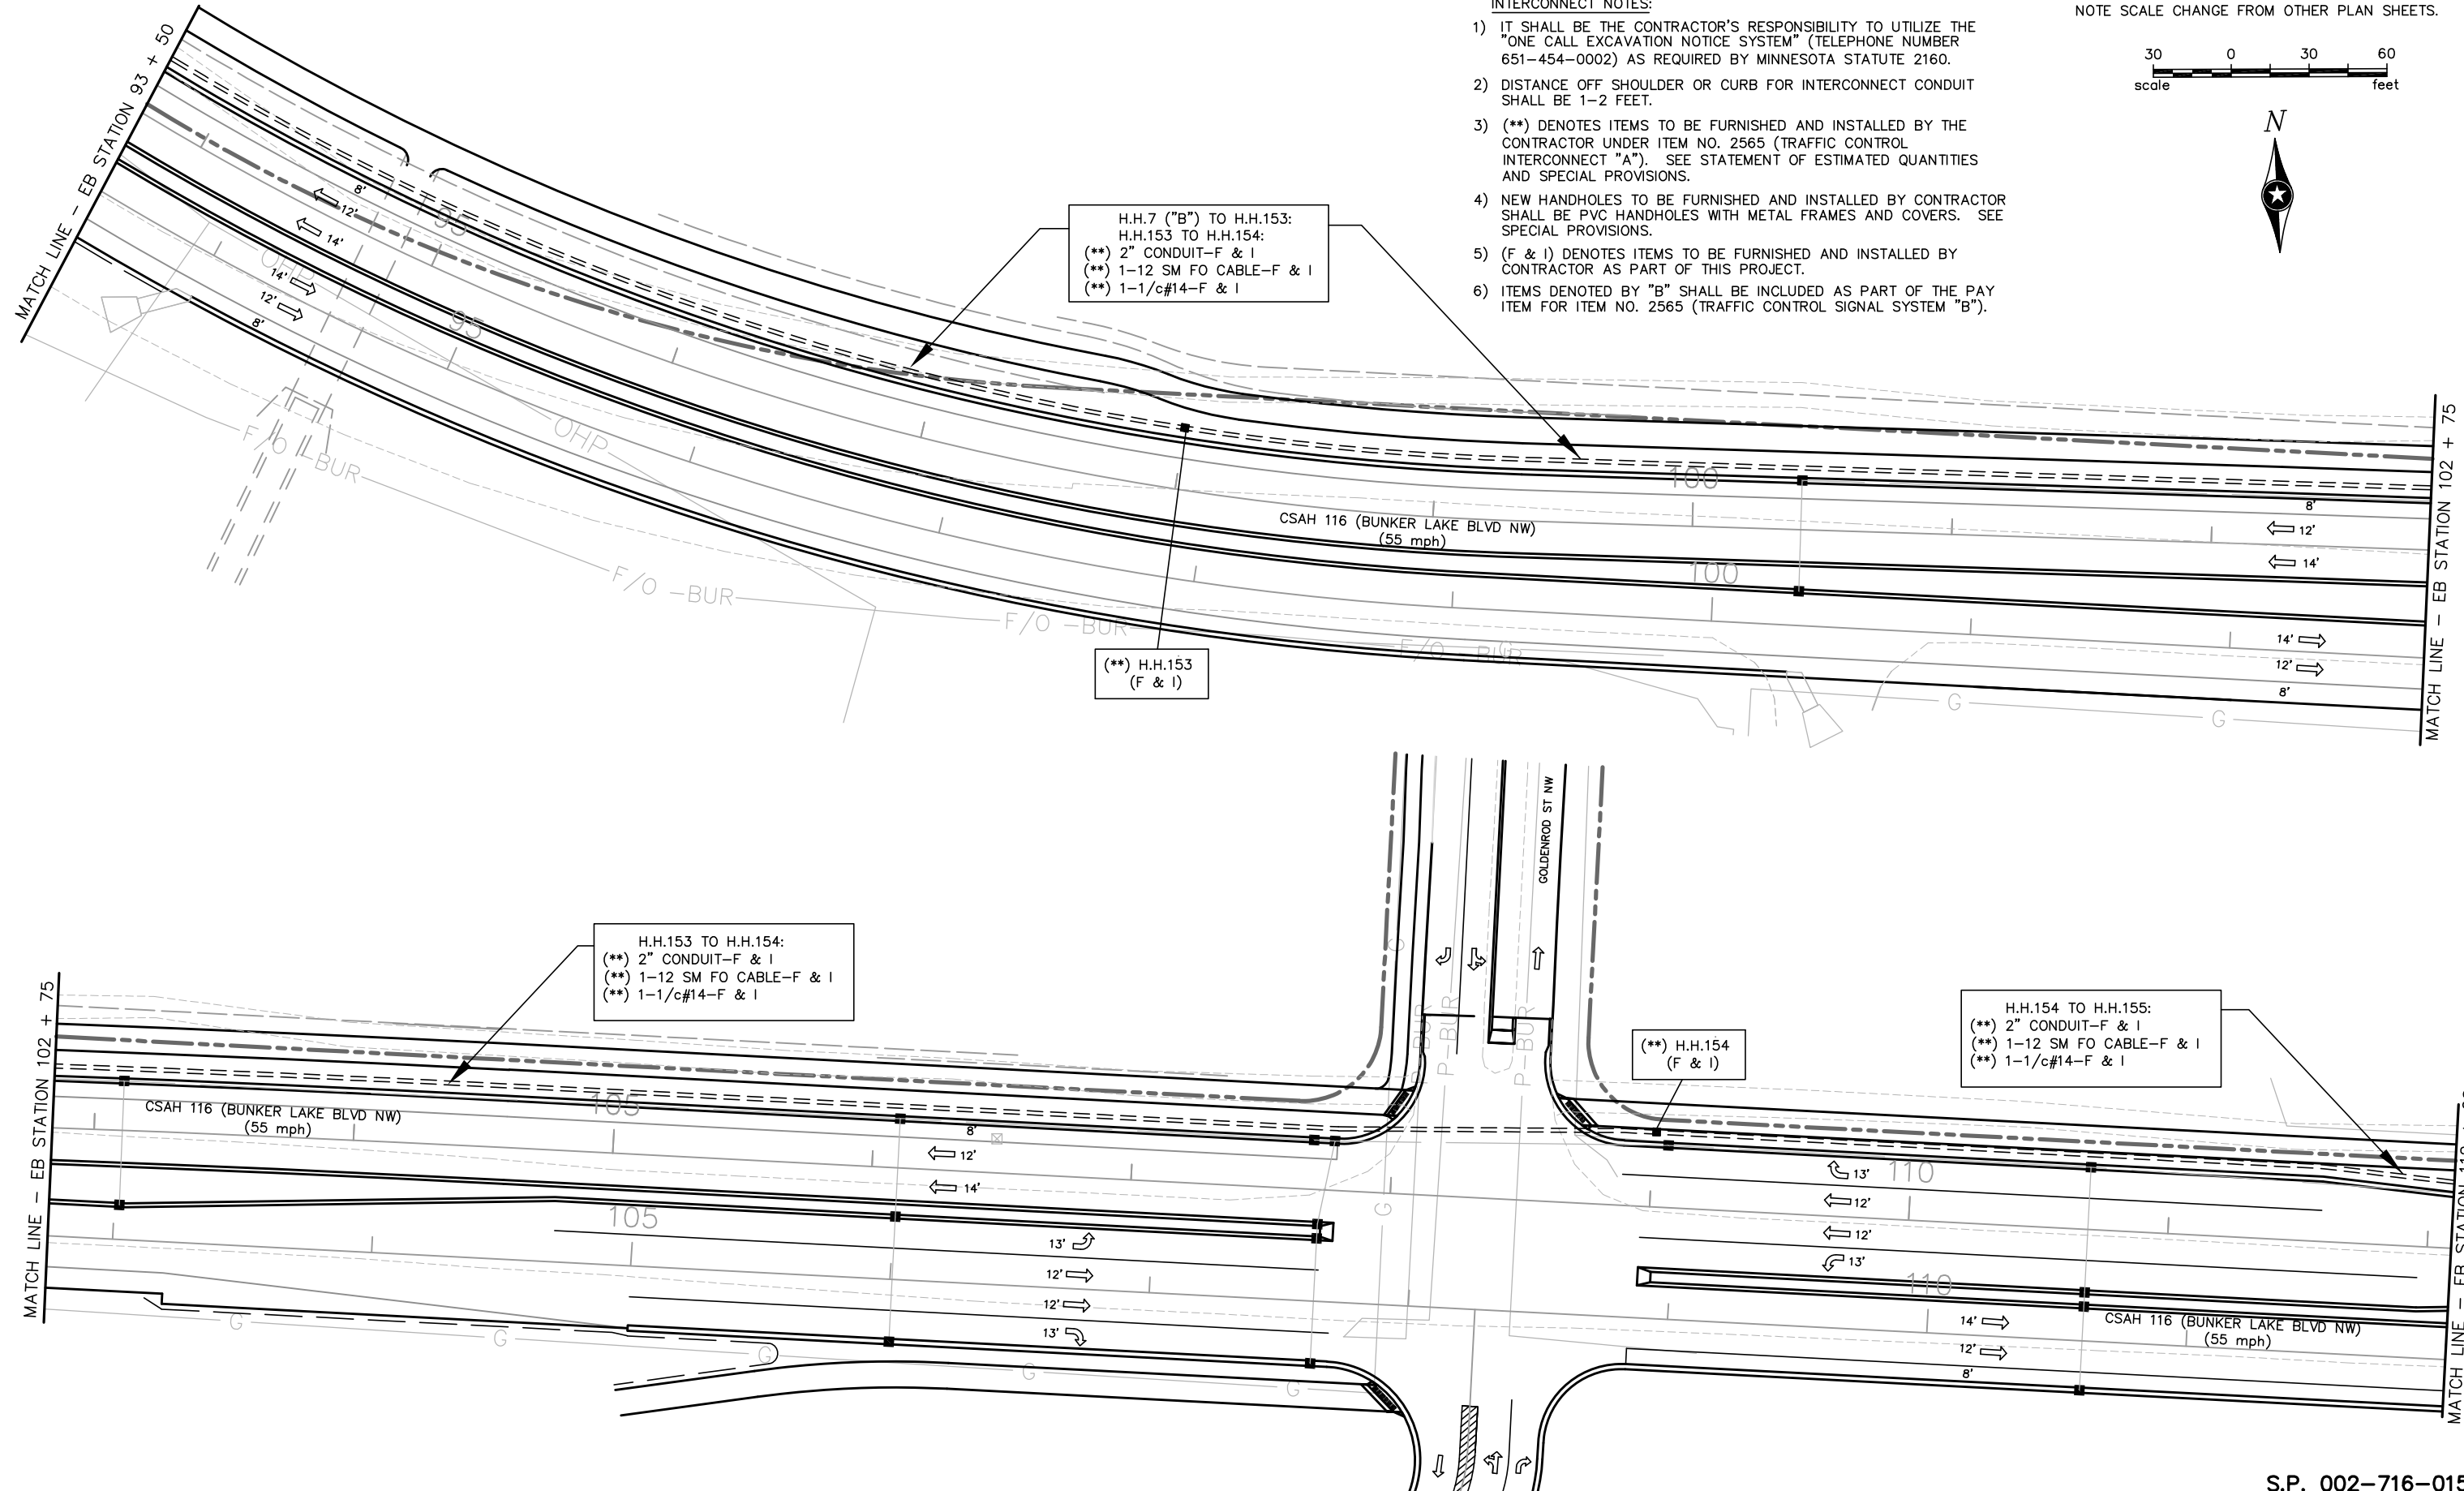 INTERCONNECT NOTES:
1) IT SHALL BE THE CONTRACTOR'S RESPONSIBILITY TO UTILIZE THE
"ONE CALL EXCAVATION NOTICE SYSTEM" (TELEPHONE NUMBER
651-454-0002) AS REQUIRED BY MINNESOTA STATUTE 2160.
2) DISTANCE OFF SHOULDER OR CURB FOR INTERCONNECT CONDUIT
SHALL BE 1-2 FEET.
3) (**) DENOTES ITEMS TO BE FURNISHED AND INSTALLED BY THE
CONTRACTOR UNDER ITEM NO. 2565 (TRAFFIC CONTROL
INTERCONNECT "A"). SEE STATEMENT OF ESTIMATED QUANTITIES
AND SPECIAL PROVISIONS.
4) NEW HANDHOLES TO BE FURNISHED AND INSTALLED BY CONTRACTOR
SHALL BE PVC HANDHOLES WITH METAL FRAMES AND COVERS. SEE
SPECIAL PROVISIONS.
5) (F & I) DENOTES ITEMS TO BE FURNISHED AND INSTALLED BY
CONTRACTOR AS PART OF THIS PROJECT.
6) ITEMS DENOTED BY "B" SHALL BE INCLUDED AS PART OF THE PAY
ITEM FOR ITEM NO. 2565 (TRAFFIC CONTROL SIGNAL SYSTEM "B").
NOTE SCALE CHANGE FROM OTHER PLAN SHEETS.
30 0 30 60
scale feet
N
MATCH LINE - EB STATION 93 + 50
8'
12'
14'
14'
12'
8'
95
95
OHP
OHP
F/O -BUR
F/O -BUR
F/O -BUR
F/O -BUR
G
H.H.7 ("B") TO H.H.153:
H.H.153 TO H.H.154:
(**) 2" CONDUIT-F & I
(**) 1-12 SM FO CABLE-F & I
(**) 1-1/c#14-F & I
(**) H.H.153
(F & I)
CSAH 116 (BUNKER LAKE BLVD NW)
(55 mph)
100
100
8'
12'
14'
14'
12'
8'
G
G
MATCH LINE - EB STATION 102 + 75
MATCH LINE - EB STATION 102 + 75
H.H.153 TO H.H.154:
(**) 2" CONDUIT-F & I
(**) 1-12 SM FO CABLE-F & I
(**) 1-1/c#14-F & I
CSAH 116 (BUNKER LAKE BLVD NW)
(55 mph)
105
105
8'
12'
14'
13'
12'
12'
13'
G
G
G
G
G
G
G
GOLDENROD ST NW
P-BUR
P-BUR
P-BUR
(**) H.H.154
(F & I)
H.H.154 TO H.H.155:
(**) 2" CONDUIT-F & I
(**) 1-12 SM FO CABLE-F & I
(**) 1-1/c#14-F & I
13'
110
12'
12'
13'
110
14'
12'
8'
CSAH 116 (BUNKER LAKE BLVD NW)
(55 mph)
MATCH LINE - EB STATION
S.P. 002-716-015